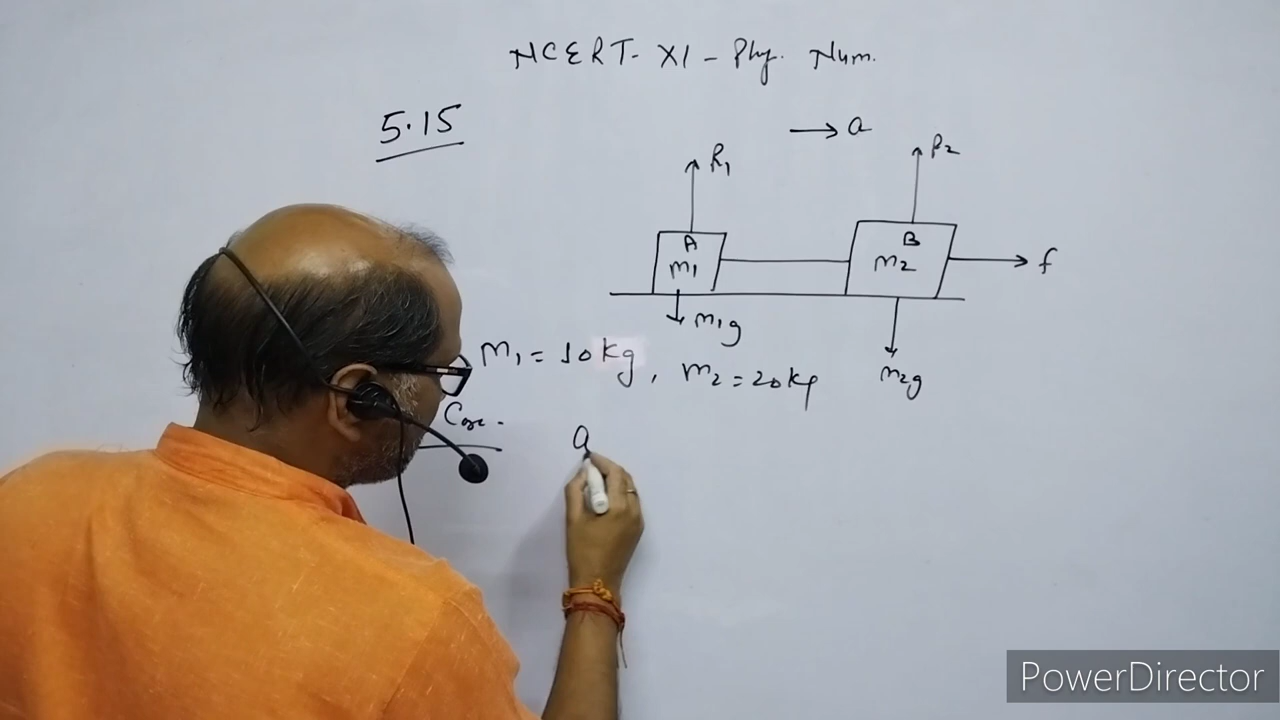 NCERT- XI - Phy. Num.
5.15
→ a
R1
R2
A
B
m1
m2
f
m1g
m2g
m1 = 10 kg, m2 = 20 kg
a
PowerDirector